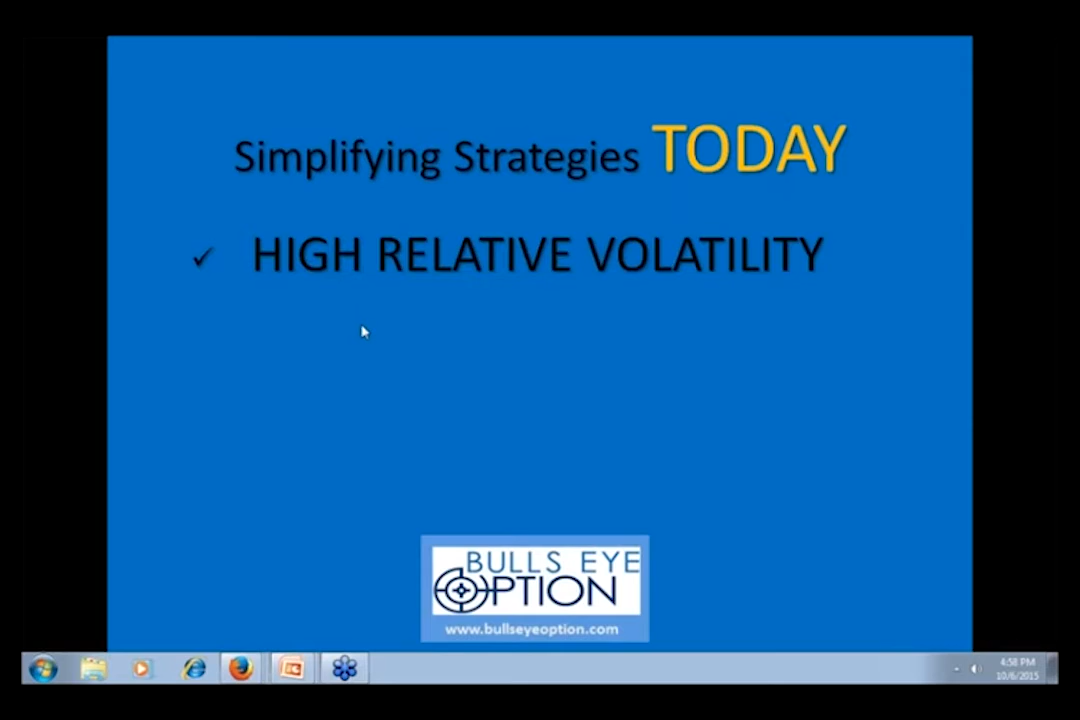 Simplifying Strategies TODAY
✓ HIGH RELATIVE VOLATILITY
BULLS EYE
OPTION
www.bullseyeoption.com
4:58 PM
10/6/2015